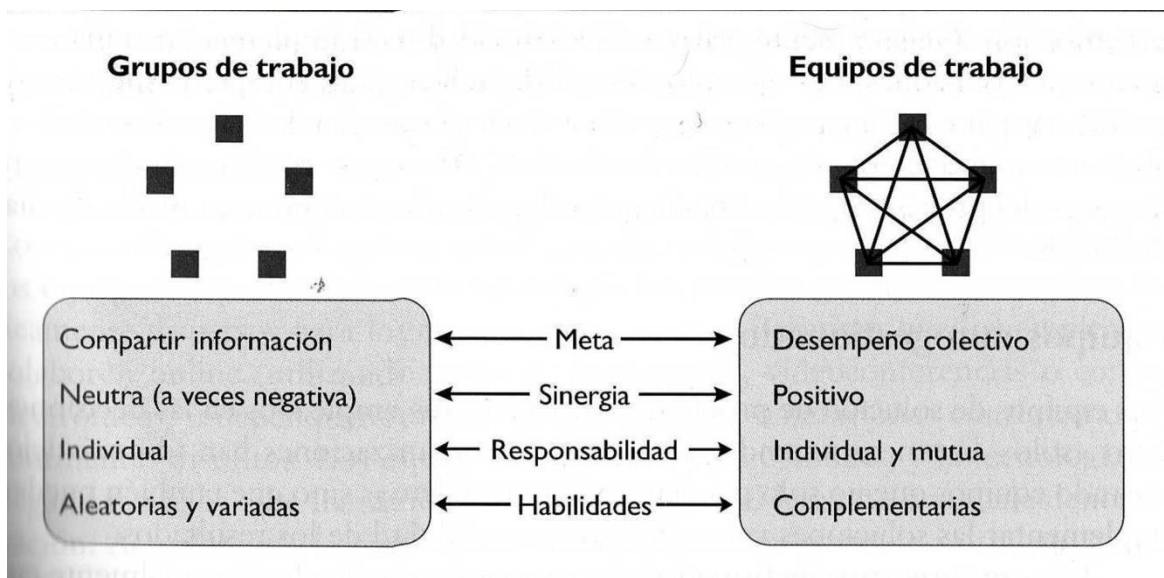 Grupos de trabajo
Equipos de trabajo
Compartir información Meta Desempeño colectivo
Neutra (a veces negativa) Sinergia Positivo
Individual Responsabilidad Individual y mutua
Aleatorias y variadas Habilidades Complementarias